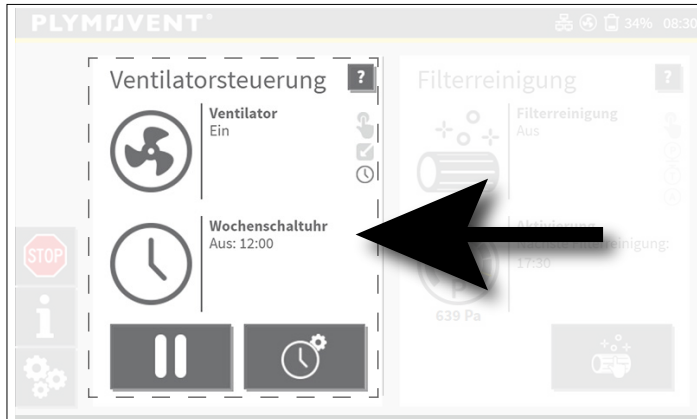 PLYMOVENT®
34% 08:30
Ventilatorsteuerung ?
Ventilator
Ein
Wochenschaltuhr
Aus: 12:00
Filterreinigung ?
Filterreinigung
Aus
Aktivierung
Filterreinigung:
17:30
639 Pa
STOP